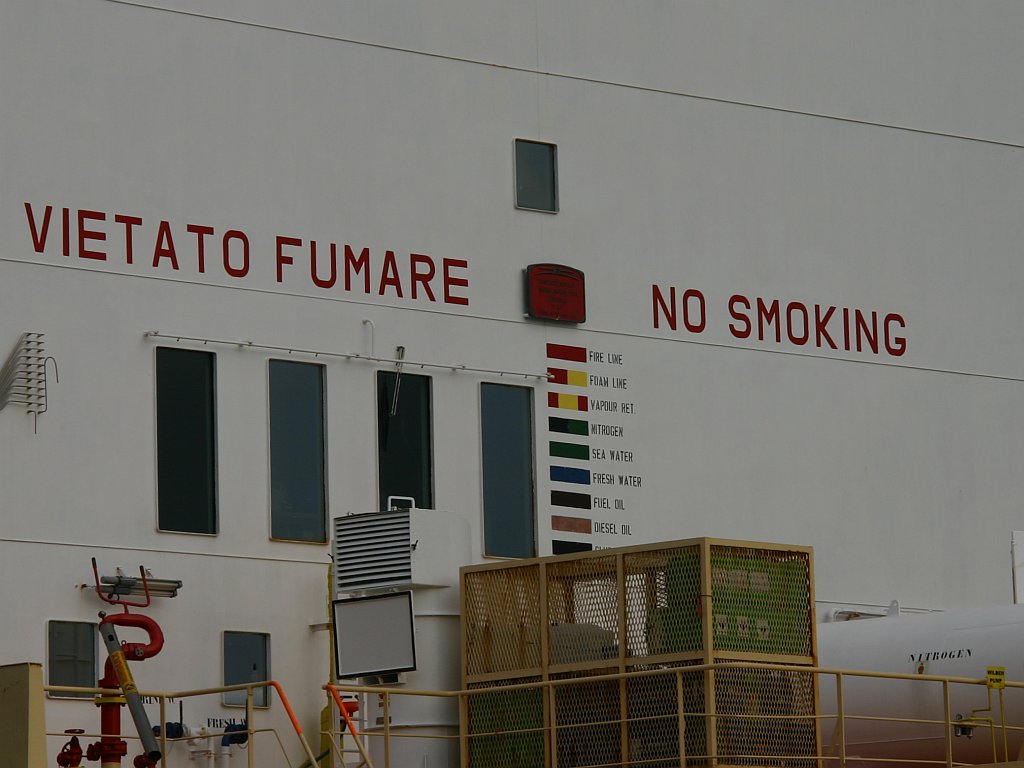 VIETATO FUMARE
NO SMOKING
FIRE LINE
FOAM LINE
VAPOUR RET.
NITROGEN
SEA WATER
FRESH WATER
FUEL OIL
DIESEL OIL
NITROGEN
FRESH W